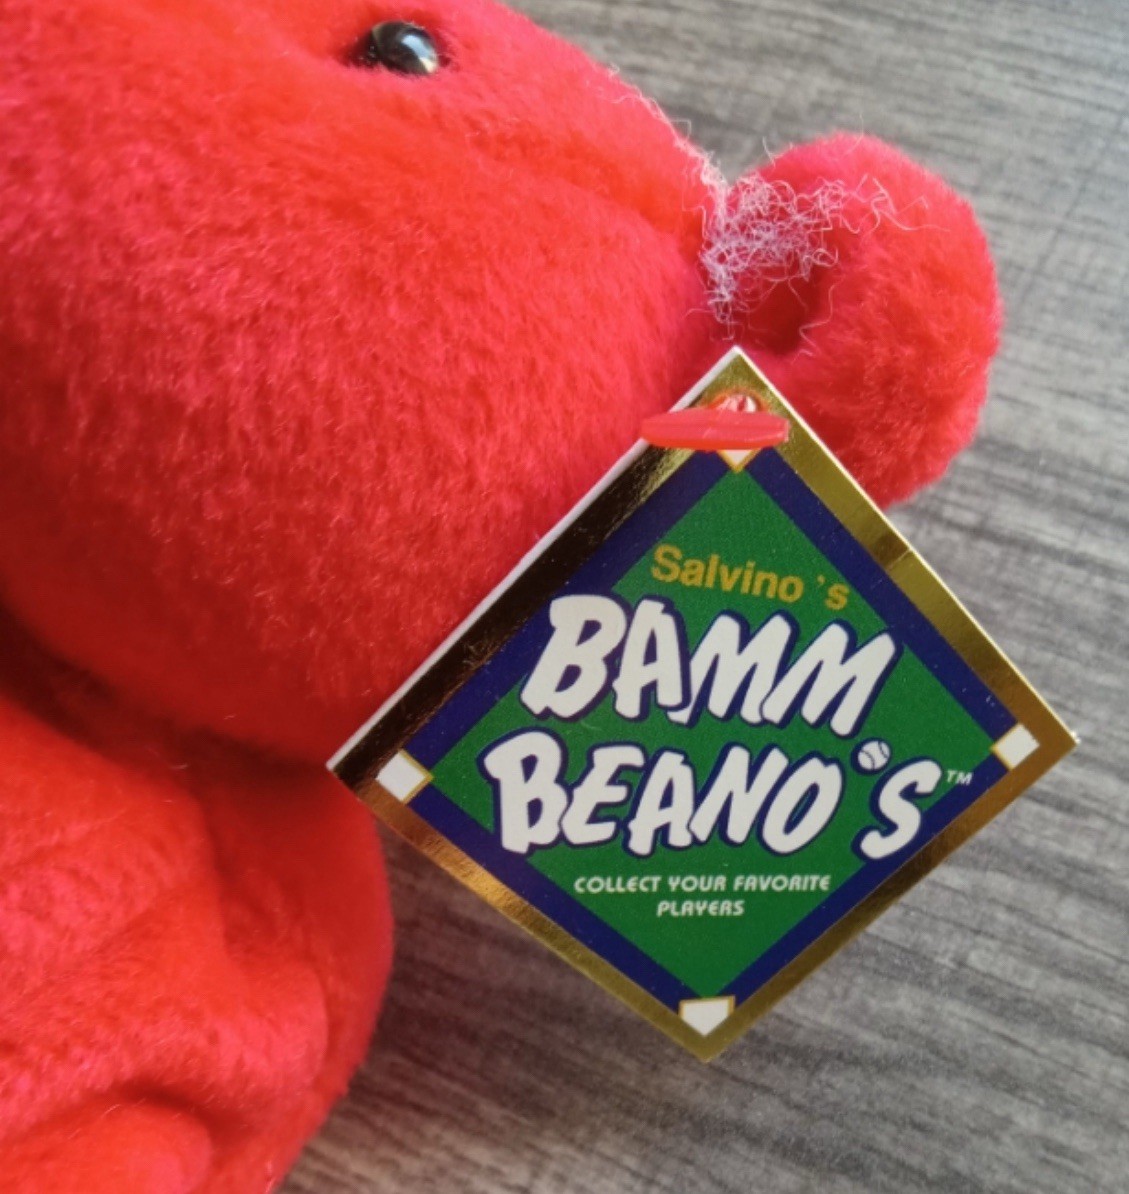 Salvino 's
BAMM
BEANO'S™
COLLECT YOUR FAVORITE
PLAYERS